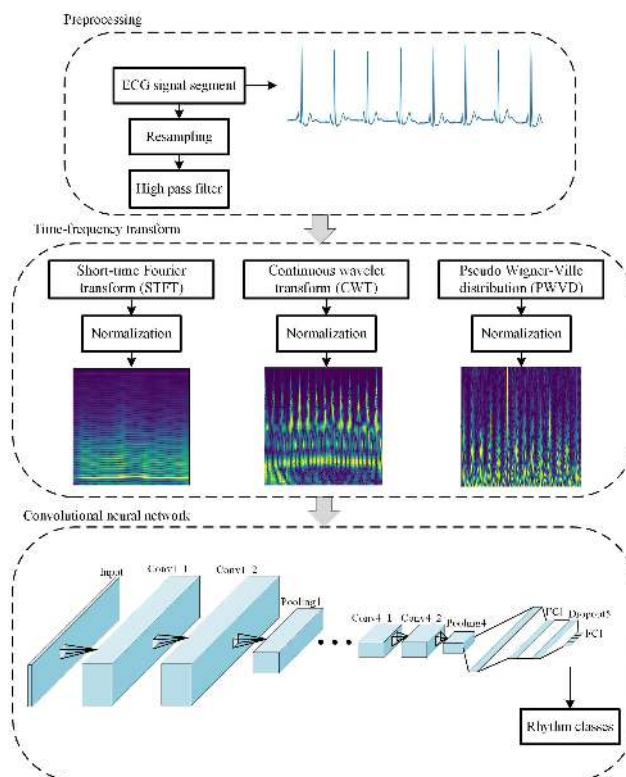 Preprocessing
ECG signal segment
Resampling
High pass filter
Time-frequency transform
Short-time Fourier
transform (STFT)
Continuous wavelet
transform (CWT)
Pseudo Wigner-Ville
distribution (PWVD)
Normalization
Normalization
Normalization
Convolutional neural network
Input
Conv1_1
Conv1_2
Pooling1
Conv4_1
Conv4_2
Pooling4
FC1
Dropout5
FC1
Rhythm classes